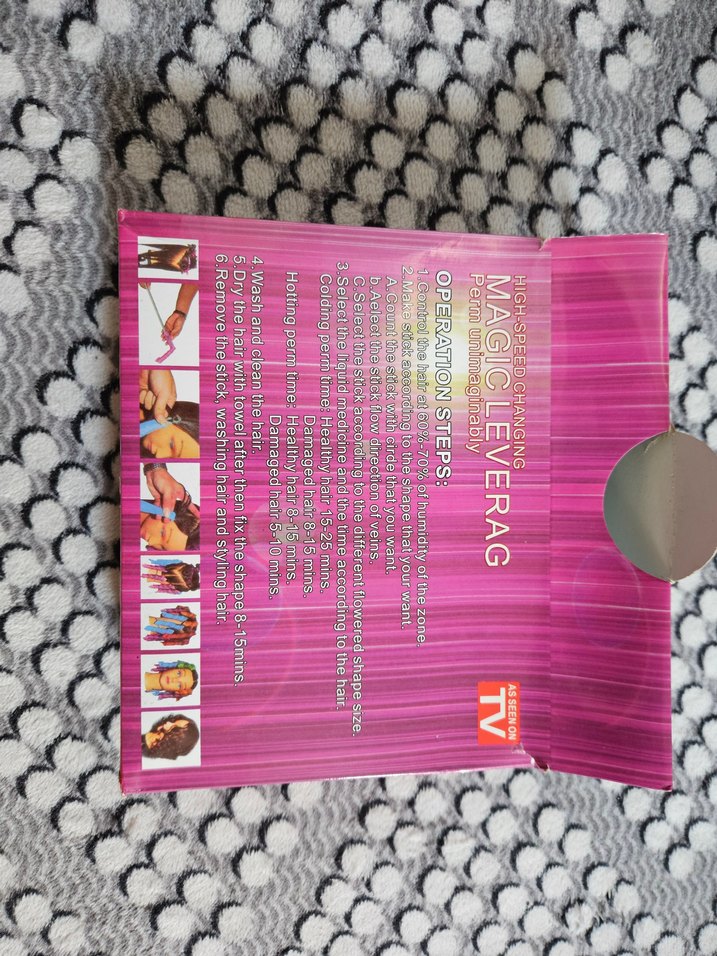 HIGH-SPEED CHANGING
MAGIC LEVERAG
Perm unimaginably
AS SEEN ON
TV
OPERATION STEPS:
1.Control the hair at 60%-70% of humidity of the zone.
2.Make stick according to the shape that your want.
A.Count the stick with cirde that you want.
b.Aelect the stick flow direction of veins.
C.Select the stick according to the different flowered shape size.
3.Select the liquid medicine and the time according to the hair.
Colding perm time: Healthy hair 15-25 mins.
Damaged hair 8-15 mins.
Hotting perm time: Healthy hair 8-15 mins.
Damaged hair 5-10 mins.
4.Wash and clean the hair.
5.Dry the hair with towel after then fix the shape,8-15mins.
6.Remove the stick, washing hair and styling hair.